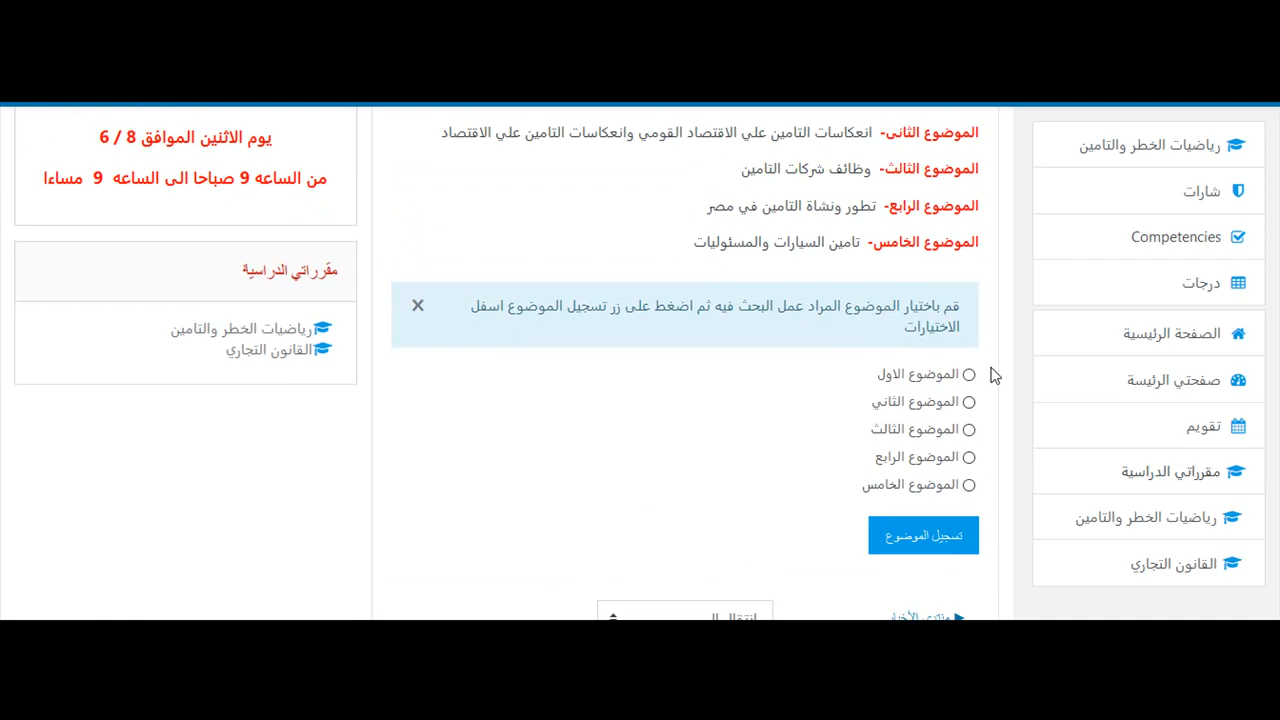 رياضيات الخطر والتامين
شارات
Competencies
درجات
الصفحة الرئيسية
صفحتي الرئيسة
تقويم
مقرراتي الدراسية
رياضيات الخطر والتامين
القانون التجاري
الموضوع الثانى- انعكاسات التامين علي الاقتصاد القومي وانعكاسات التامين علي الاقتصاد
الموضوع الثالث- وظائف شركات التامين
الموضوع الرابع- تطور ونشاة التامين في مصر
الموضوع الخامس- تامين السيارات والمسئوليات
قم باختيار الموضوع المراد عمل البحث فيه ثم اضغط على زر تسجيل الموضوع اسفل
الاختيارات
الموضوع الاول
الموضوع الثاني
الموضوع الثالث
الموضوع الرابع
الموضوع الخامس
تسجيل الموضوع
يوم الاثنين الموافق 8 / 6
من الساعه 9 صباحا الى الساعه 9 مساءا
مقرراتي الدراسية
رياضيات الخطر والتامين
القانون التجاري